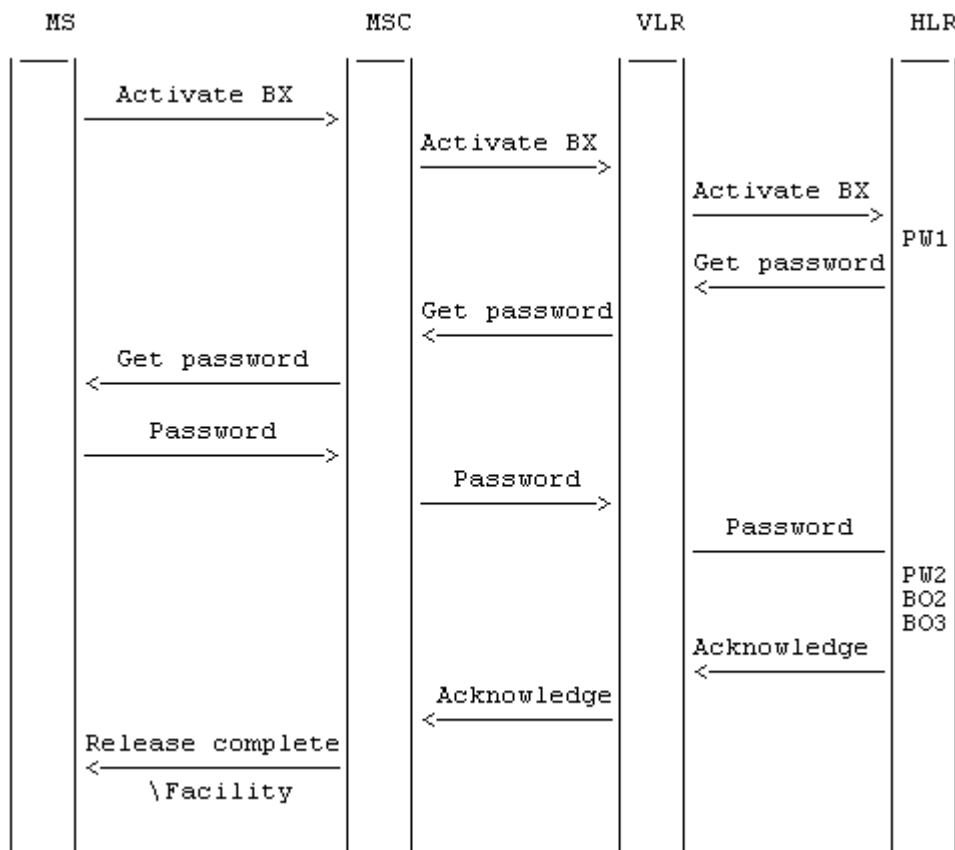 MS MSC VLR HLR
Activate BX
Activate BX
Activate BX
PW1
Get password
Get password
Get password
Password
Password
Password
PW2
BO2
BO3
Acknowledge
Acknowledge
Release complete
\Facility